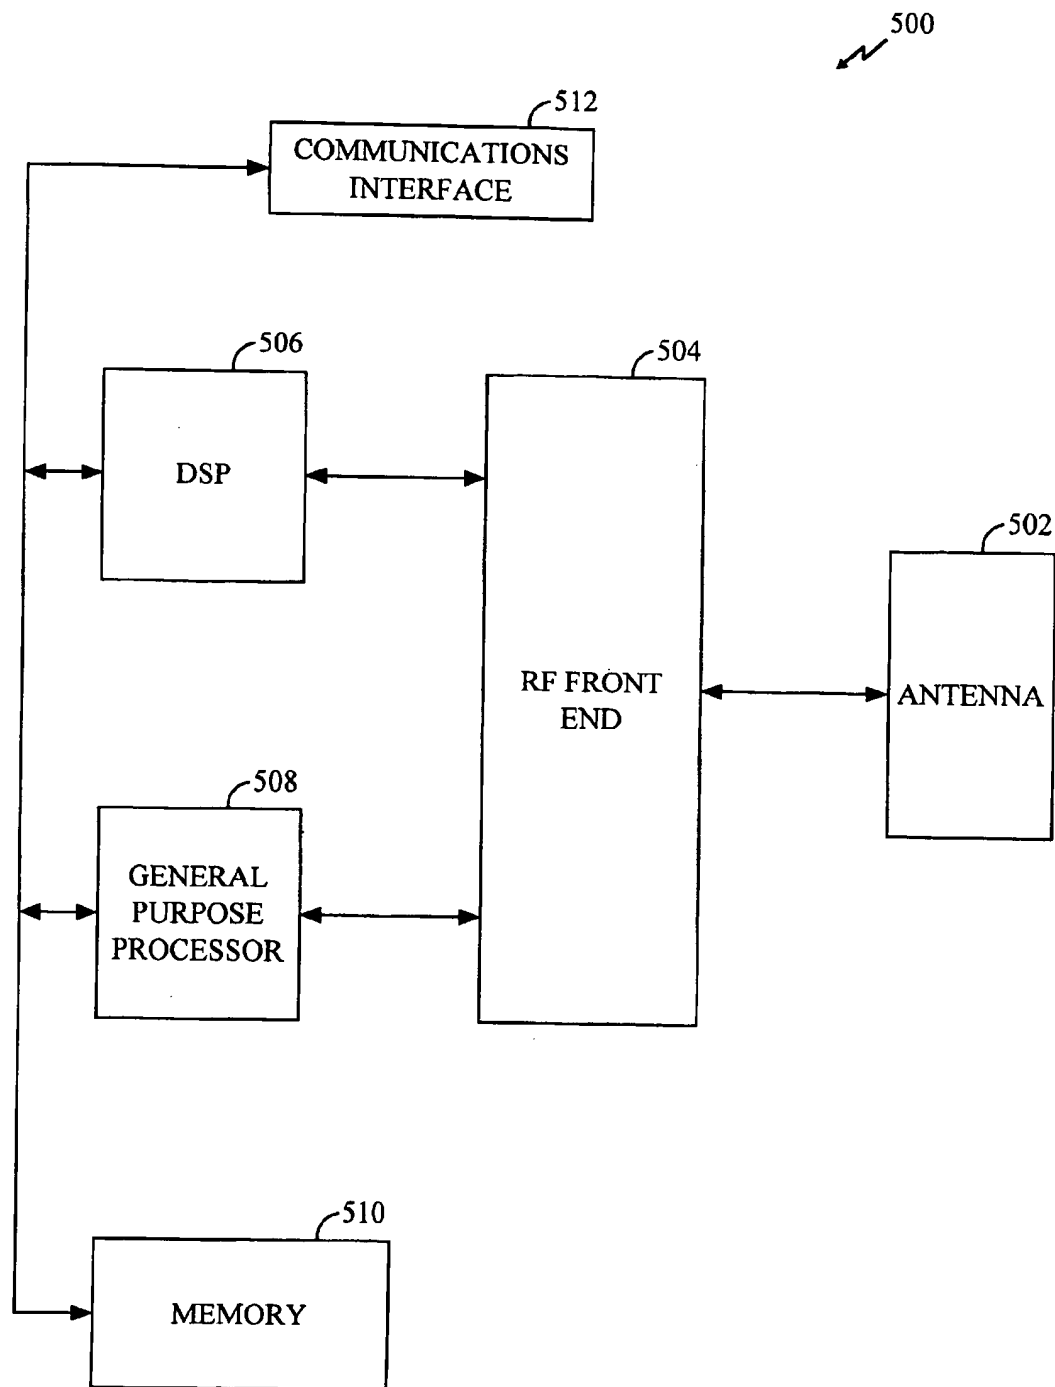 500
512
COMMUNICATIONS
INTERFACE
506
504
DSP
502
RF FRONT
END
ANTENNA
508
GENERAL
PURPOSE
PROCESSOR
510
MEMORY